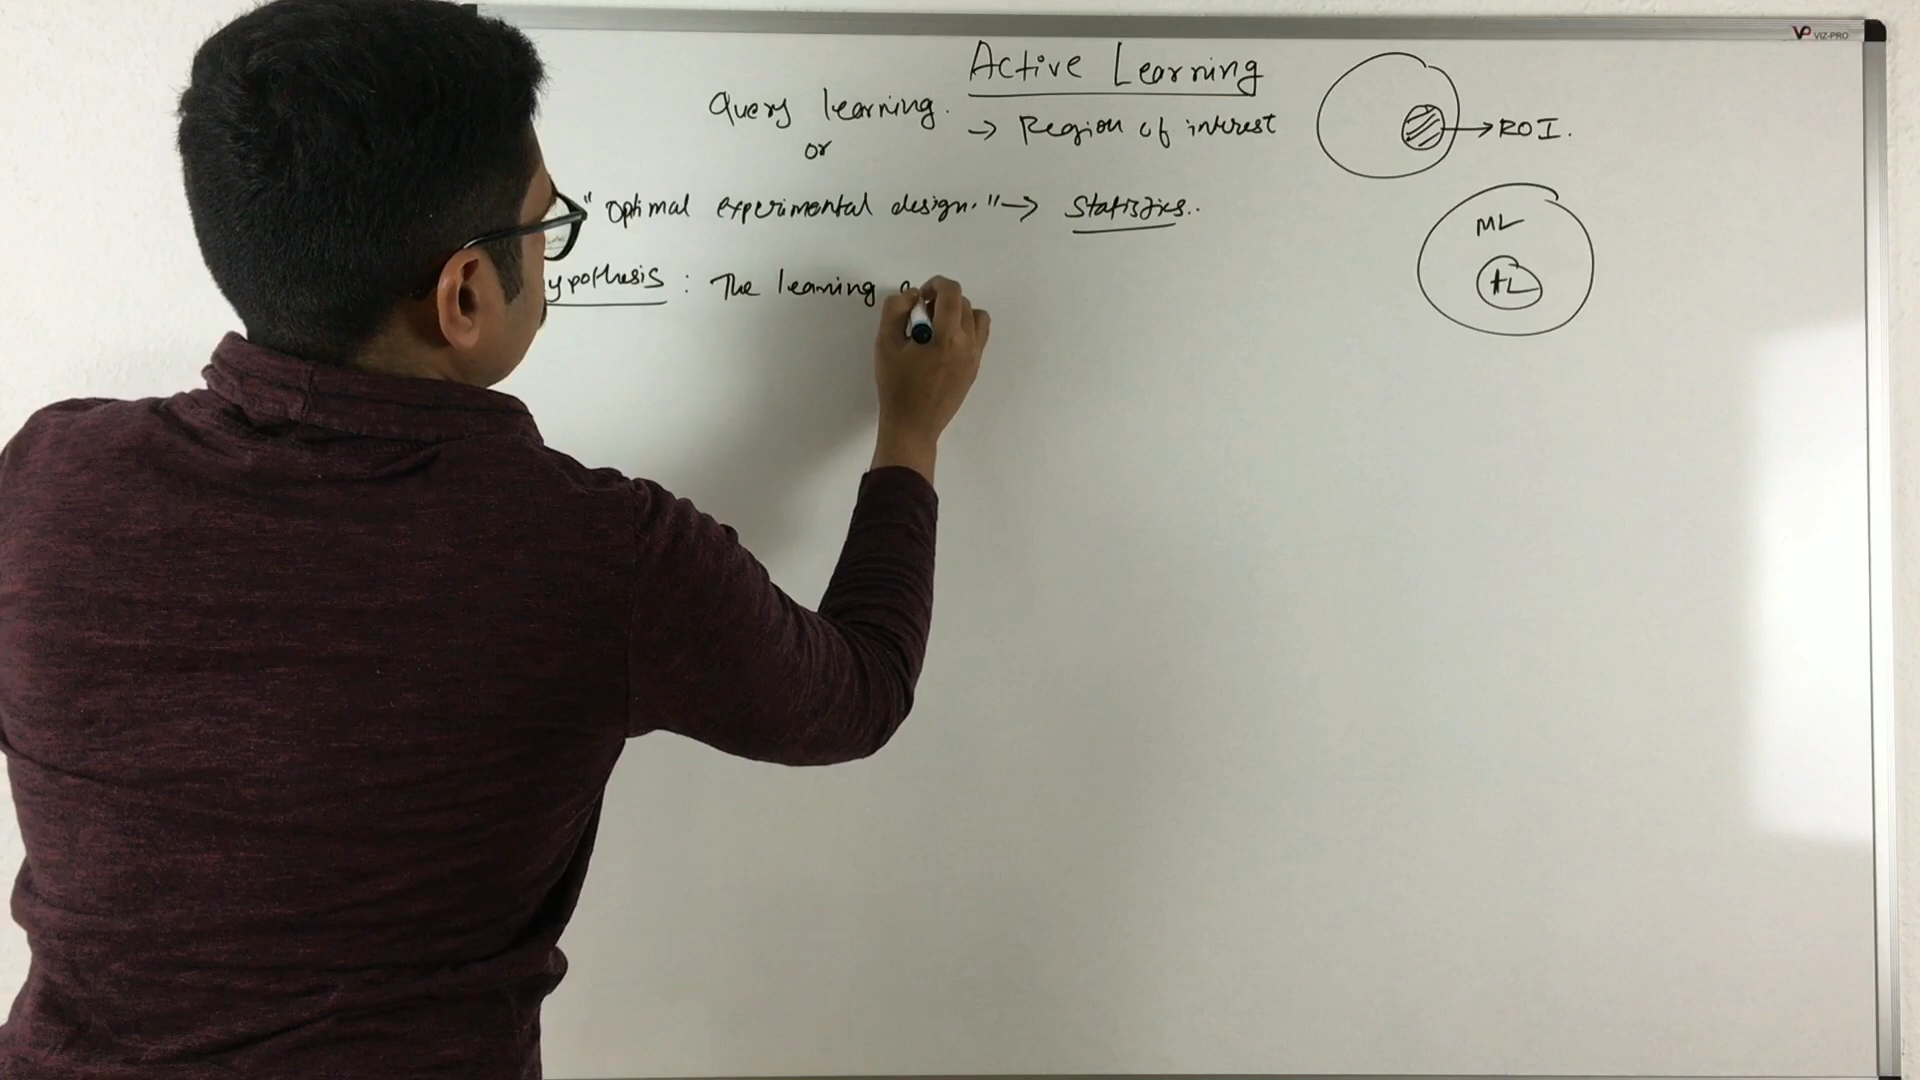 VP VIZ-PRO
Active Learning
Query learning.
or
→ Region of interest
→ ROI.
"Optimal experimental design." → Statistics..
ML
AL
ypothesis : The learning